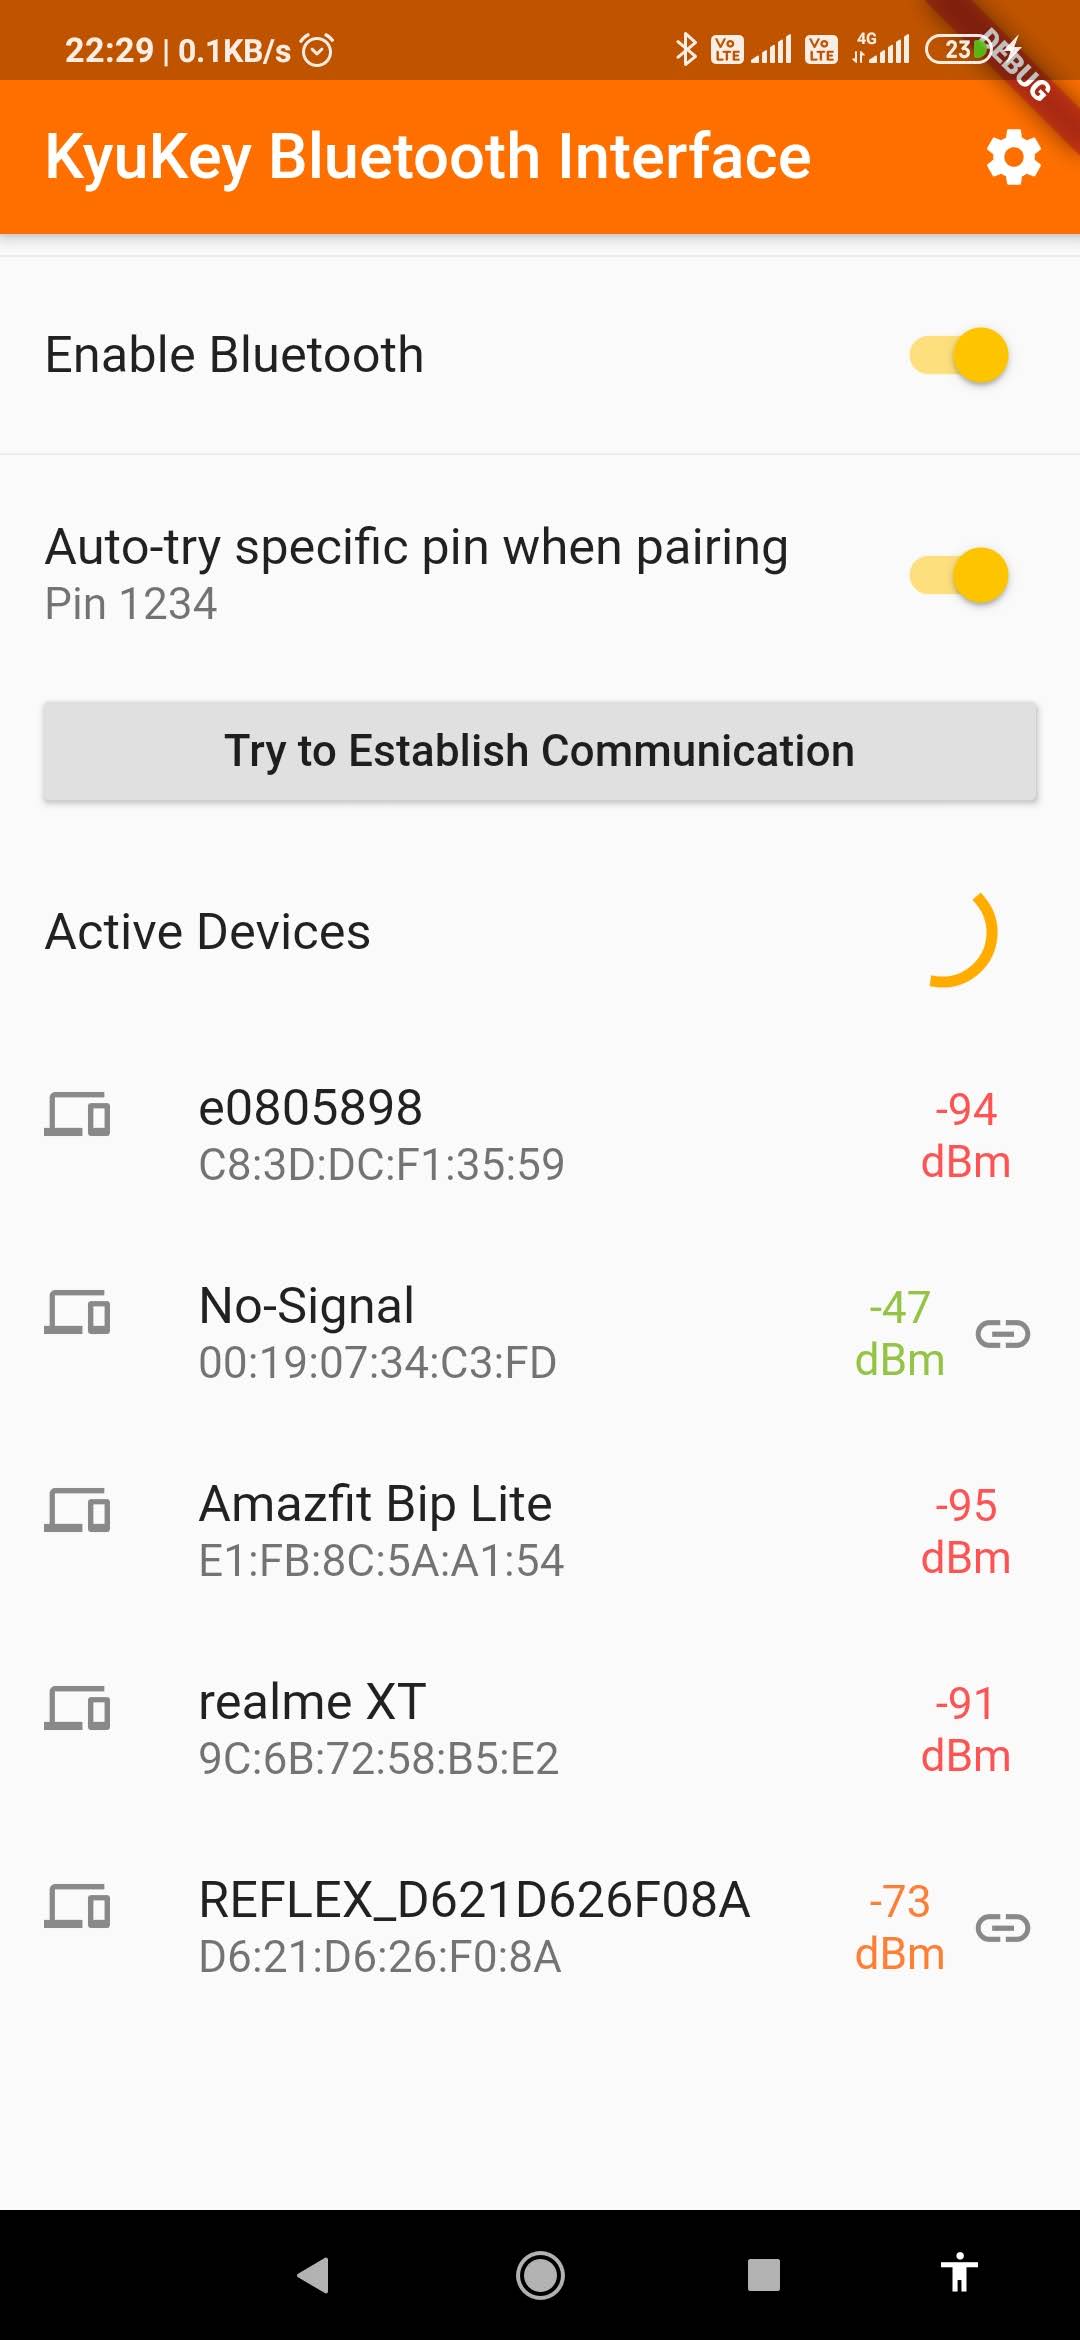 22:29 | 0.1KB/s
Vo LTE Vo LTE 4G 23
DEBUG
KyuKey Bluetooth Interface
Enable Bluetooth
Auto-try specific pin when pairing
Pin 1234
Try to Establish Communication
Active Devices
e0805898
C8:3D:DC:F1:35:59
-94
dBm
No-Signal
00:19:07:34:C3:FD
-47
dBm
Amazfit Bip Lite
E1:FB:8C:5A:A1:54
-95
dBm
realme XT
9C:6B:72:58:B5:E2
-91
dBm
REFLEX_D621D626F08A
D6:21:D6:26:F0:8A
-73
dBm